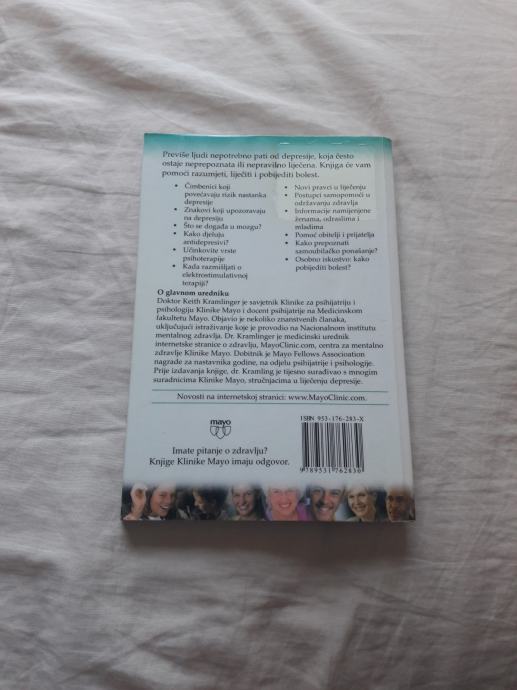 Previše ljudi nepotrebno pati od depresije, koja često
ostaje neprepoznata ili nepravilno liječena. Knjiga će vam
pomoći razumjeti, liječiti i pobijediti bolest.
• Čimbenici koji
povećavaju rizik nastanka
depresije
• Znakovi koji upozoravaju
na depresiju
• Što se događa u mozgu?
• Kako djeluju
antidepresivi?
• Učinkovite vrste
psihoterapije
• Kada razmišljati o
elektrostimulativnoj
terapiji?
• Novi pravci u liječenju
• Postupci samopomoći u
održavanju zdravlja
• Informacije namijenjene
ženama, odraslima i
mladima
• Pomoć obitelji i prijatelja
• Kako prepoznati
samoubilačko ponašanje?
• Osobno iskustvo: kako
pobijediti bolest?
O glavnom uredniku
Doktor Keith Kramlinger je savjetnik Klinike za psihijatriju i
psihologiju Klinike Mayo i docent psihijatrije na Medicinskom
fakultetu Mayo. Objavio je nekoliko znanstvenih članaka,
uključujući istraživanje koje je provodio na Nacionalnom institutu
mentalnog zdravlja. Dr. Kramlinger je medicinski urednik
internetske stranice o zdravlju, MayoClinic.com, centra za mentalno
zdravlje Klinike Mayo. Dobitnik je Mayo Fellows Association
nagrade za nastavnika godine, na odjelu psihijatrije i psihologije.
Prije izdavanja knjige, dr. Kramling je tijesno surađivao s mnogim
suradnicima Klinike Mayo, stručnjacima u liječenju depresije.
Novosti na internetskoj stranici: www.MayoClinic.com.
mayo
Imate pitanje o zdravlju?
Knjige Klinike Mayo imaju odgovor.
ISBN 953-176-283-X
9 789531 762830